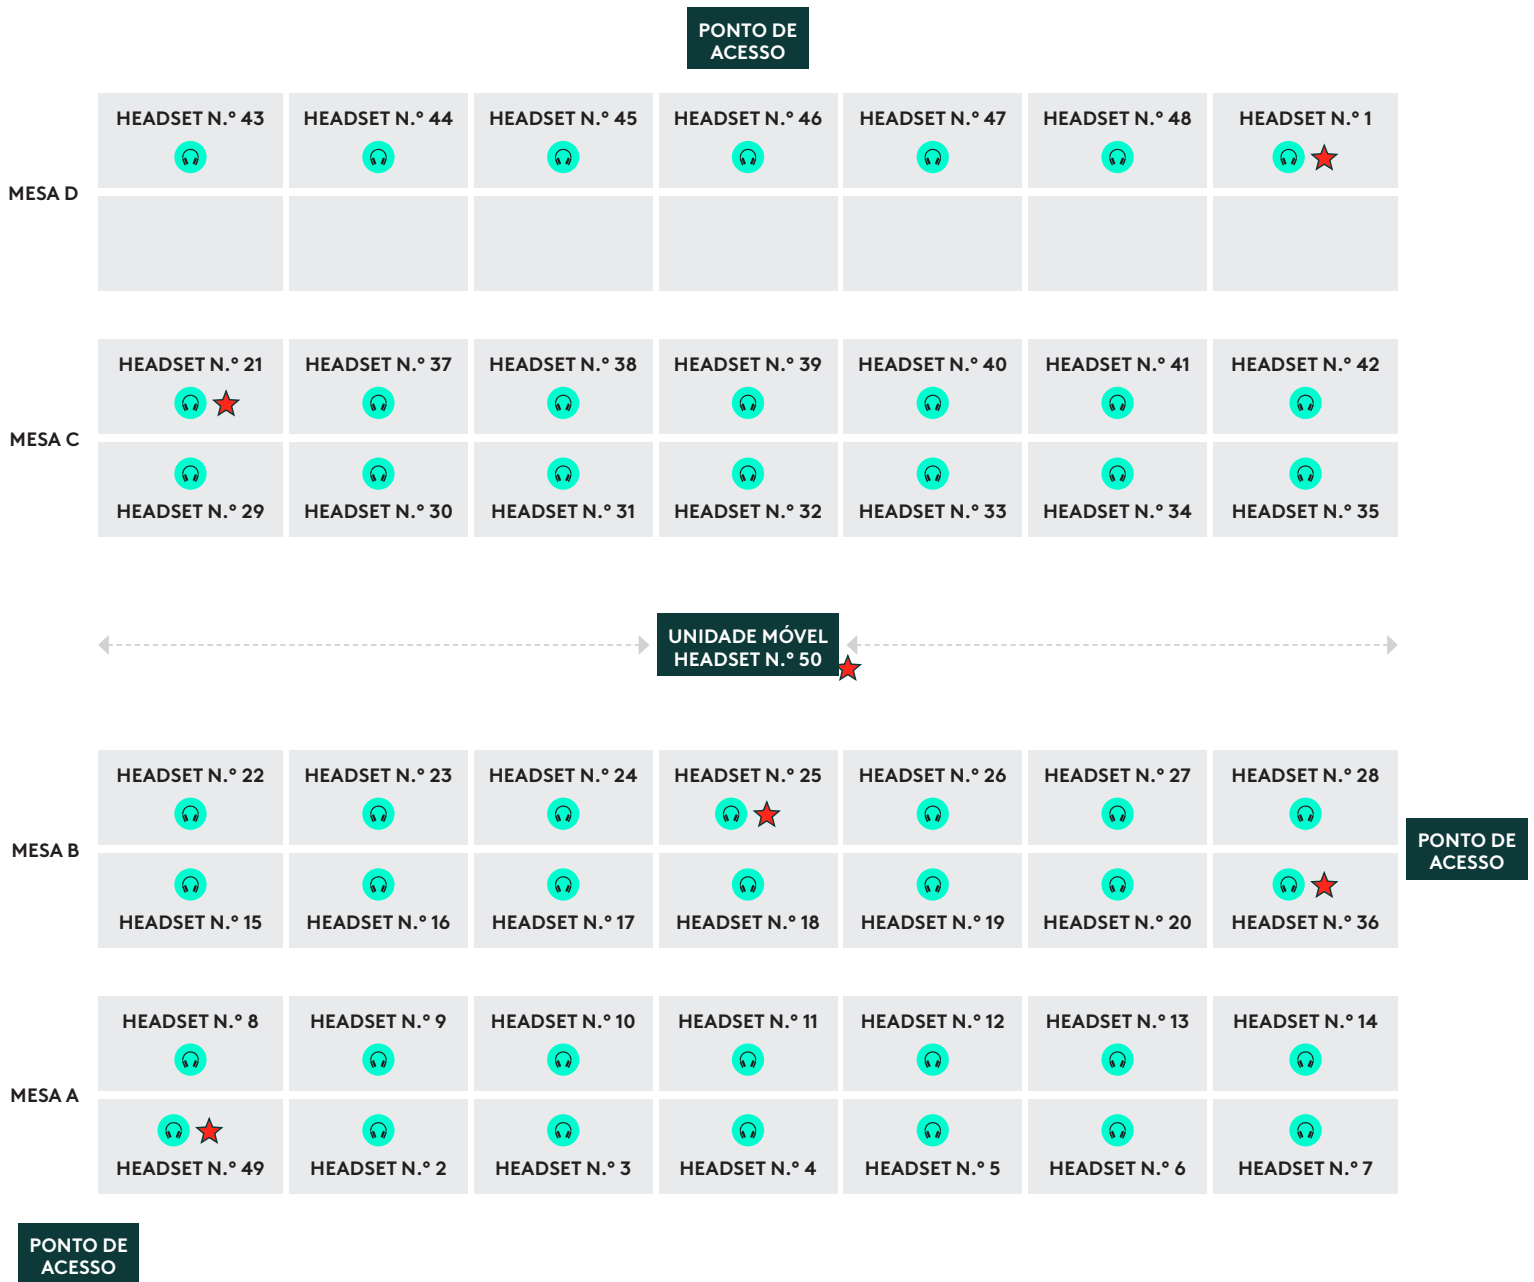 PONTO DE
ACESSO
HEADSET N.° 43
HEADSET N.° 44
HEADSET N.° 45
HEADSET N.° 46
HEADSET N.° 47
HEADSET N.° 48
HEADSET N.° 1
MESA D
HEADSET N.° 21
HEADSET N.° 37
HEADSET N.° 38
HEADSET N.° 39
HEADSET N.° 40
HEADSET N.° 41
HEADSET N.° 42
MESA C
HEADSET N.° 29
HEADSET N.° 30
HEADSET N.° 31
HEADSET N.° 32
HEADSET N.° 33
HEADSET N.° 34
HEADSET N.° 35
UNIDADE MÓVEL
HEADSET N.° 50
HEADSET N.° 22
HEADSET N.° 23
HEADSET N.° 24
HEADSET N.° 25
HEADSET N.° 26
HEADSET N.° 27
HEADSET N.° 28
MESA B
PONTO DE
ACESSO
HEADSET N.° 15
HEADSET N.° 16
HEADSET N.° 17
HEADSET N.° 18
HEADSET N.° 19
HEADSET N.° 20
HEADSET N.° 36
HEADSET N.° 8
HEADSET N.° 9
HEADSET N.° 10
HEADSET N.° 11
HEADSET N.° 12
HEADSET N.° 13
HEADSET N.° 14
MESA A
HEADSET N.° 49
HEADSET N.° 2
HEADSET N.° 3
HEADSET N.° 4
HEADSET N.° 5
HEADSET N.° 6
HEADSET N.° 7
PONTO DE
ACESSO